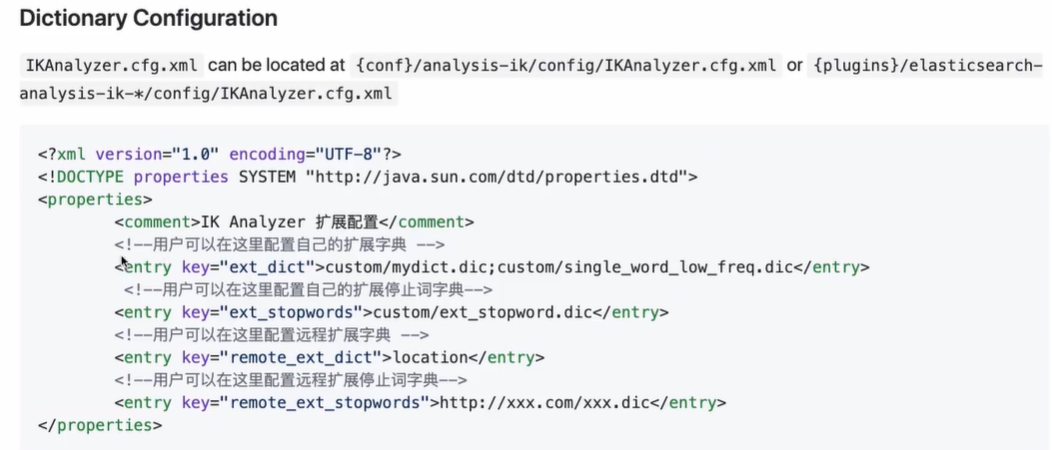 Dictionary Configuration
IKAnalyzer.cfg.xml can be located at {conf}/analysis-ik/config/IKAnalyzer.cfg.xml or {plugins}/elasticsearch-
analysis-ik-*/config/IKAnalyzer.cfg.xml
<?xml version="1.0" encoding="UTF-8"?>
<!DOCTYPE properties SYSTEM "http://java.sun.com/dtd/properties.dtd">
<properties>
<comment>IK Analyzer 扩展配置</comment>
<!--用户可以在这里配置自己的扩展字典 -->
<entry key="ext_dict">custom/mydict.dic;custom/single_word_low_freq.dic</entry>
<!--用户可以在这里配置自己的扩展停止词字典-->
<entry key="ext_stopwords">custom/ext_stopword.dic</entry>
<!--用户可以在这里配置远程扩展字典 -->
<entry key="remote_ext_dict">location</entry>
<!--用户可以在这里配置远程扩展停止词字典-->
<entry key="remote_ext_stopwords">http://xxx.com/xxx.dic</entry>
</properties>